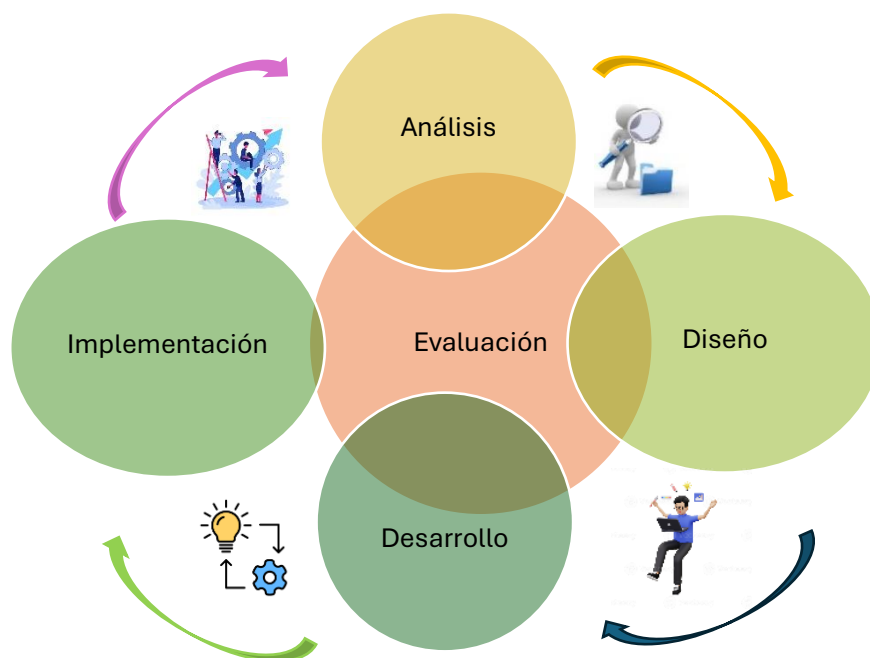 Análisis
Implementación
Evaluación
Diseño
Desarrollo